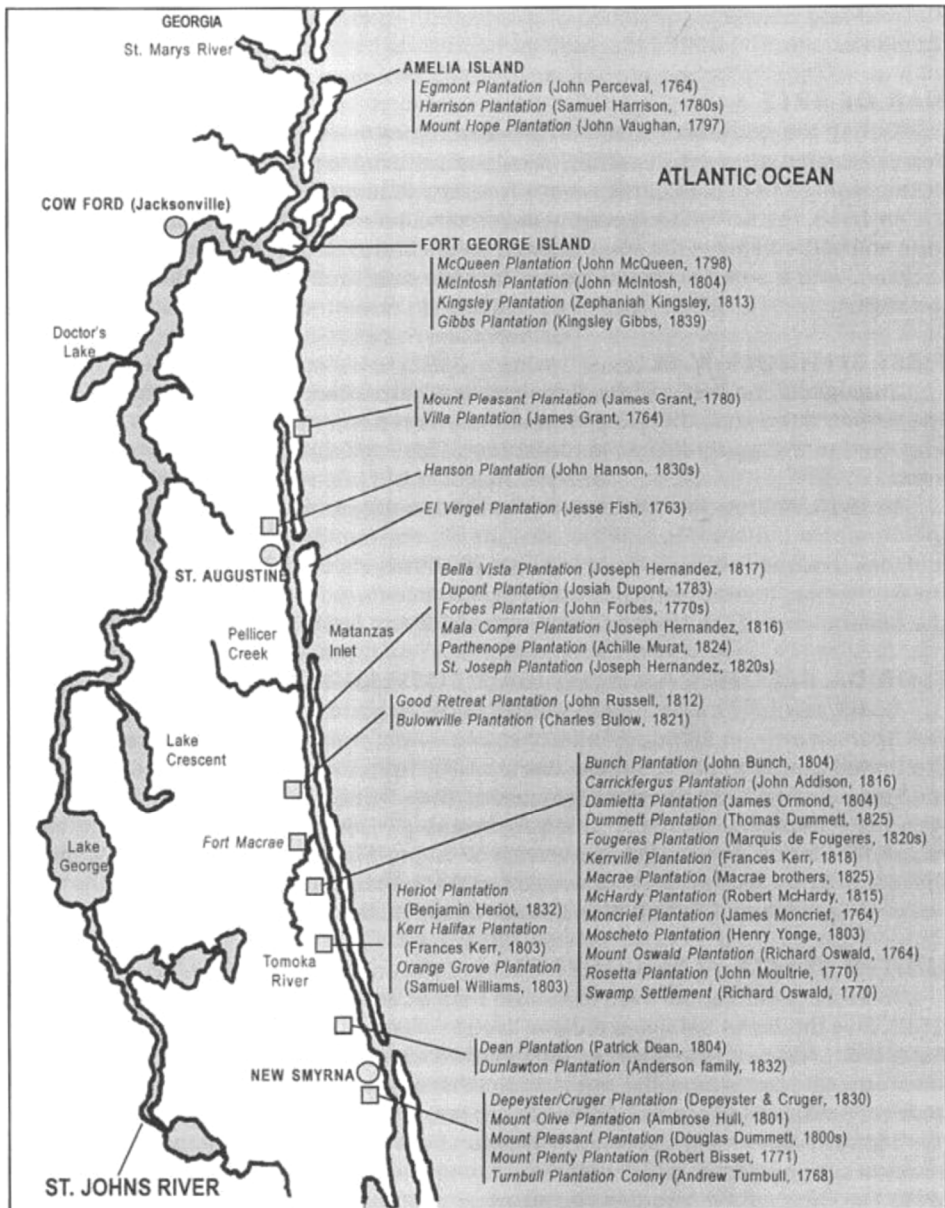 GEORGIA
St. Marys River
AMELIA ISLAND
Egmont Plantation (John Perceval, 1764)
Harrison Plantation (Samuel Harrison, 1780s)
Mount Hope Plantation (John Vaughan, 1797)
ATLANTIC OCEAN
COW FORD (Jacksonville)
FORT GEORGE ISLAND
McQueen Plantation (John McQueen, 1798)
McIntosh Plantation (John McIntosh, 1804)
Kingsley Plantation (Zephaniah Kingsley, 1813)
Gibbs Plantation (Kingsley Gibbs, 1839)
Doctor's
Lake
Mount Pleasant Plantation (James Grant, 1780)
Villa Plantation (James Grant, 1764)
Hanson Plantation (John Hanson, 1830s)
El Vergel Plantation (Jesse Fish, 1763)
ST. AUGUSTINE
Bella Vista Plantation (Joseph Hernandez, 1817)
Dupont Plantation (Josiah Dupont, 1783)
Forbes Plantation (John Forbes, 1770s)
Mala Compra Plantation (Joseph Hernandez, 1816)
Parthenope Plantation (Achille Murat, 1824)
St. Joseph Plantation (Joseph Hernandez, 1820s)
Pellicer
Creek
Matanzas
Inlet
Good Retreat Plantation (John Russell, 1812)
Bulowville Plantation (Charles Bulow, 1821)
Lake
Crescent
Bunch Plantation (John Bunch, 1804)
Carrickfergus Plantation (John Addison, 1816)
Damietta Plantation (James Ormond, 1804)
Dummett Plantation (Thomas Dummett, 1825)
Fougeres Plantation (Marquis de Fougeres, 1820s)
Kerrville Plantation (Frances Kerr, 1818)
Macrae Plantation (Macrae brothers, 1825)
McHardy Plantation (Robert McHardy, 1815)
Moncrief Plantation (James Moncrief, 1764)
Moscheto Plantation (Henry Yonge, 1803)
Mount Oswald Plantation (Richard Oswald, 1764)
Rosetta Plantation (John Moultrie, 1770)
Swamp Settlement (Richard Oswald, 1770)
Fort Macrae
Lake
George
Heriot Plantation
(Benjamin Heriot, 1832)
Kerr Halifax Plantation
(Frances Kerr, 1803)
Orange Grove Plantation
(Samuel Williams, 1803)
Tomoka
River
Dean Plantation (Patrick Dean, 1804)
Dunlawton Plantation (Anderson family, 1832)
NEW SMYRNA
Depeyster/Cruger Plantation (Depeyster & Cruger, 1830)
Mount Olive Plantation (Ambrose Hull, 1801)
Mount Pleasant Plantation (Douglas Dummett, 1800s)
Mount Plenty Plantation (Robert Bisset, 1771)
Turnbull Plantation Colony (Andrew Turnbull, 1768)
ST. JOHNS RIVER